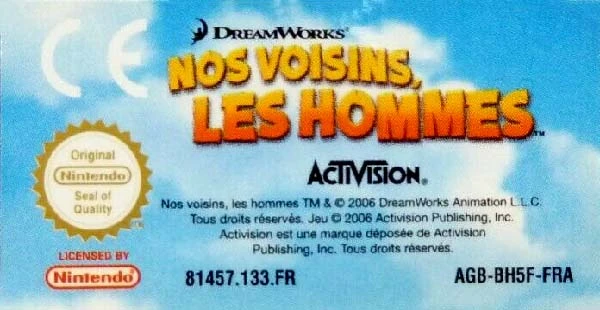 CE
DREAMWORKS
NOS VOISINS,
LES HOMMES™
ACTIVISION®
Original
Nintendo
Seal of
Quality
Nos voisins, les hommes TM & © 2006 DreamWorks Animation L.L.C.
Tous droits réservés. Jeu © 2006 Activision Publishing, Inc.
Activision est une marque déposée de Activision
Publishing, Inc. Tous droits réservés.
LICENSED BY
Nintendo®
81457.133.FR
AGB-BH5F-FRA